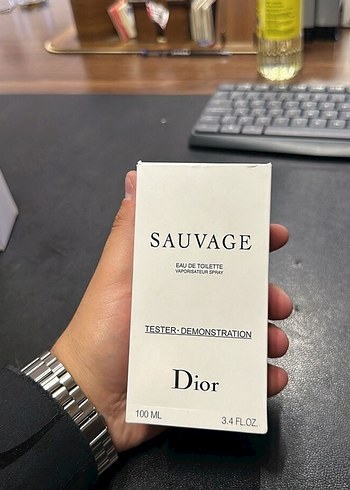 SAUVAGE
EAU DE TOILETTE
VAPORISATEUR SPRAY
TESTER-DEMONSTRATION
Dior
100 ML 3.4 FL.OZ.